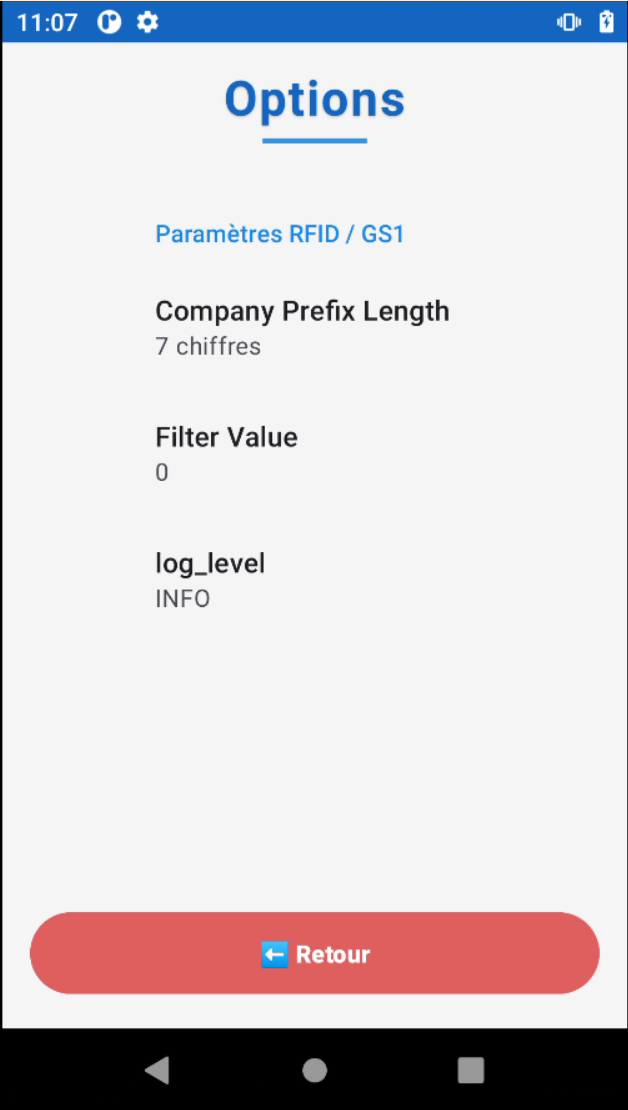 11:07
Options
Paramètres RFID / GS1
Company Prefix Length
7 chiffres
Filter Value
0
log_level
INFO
Retour